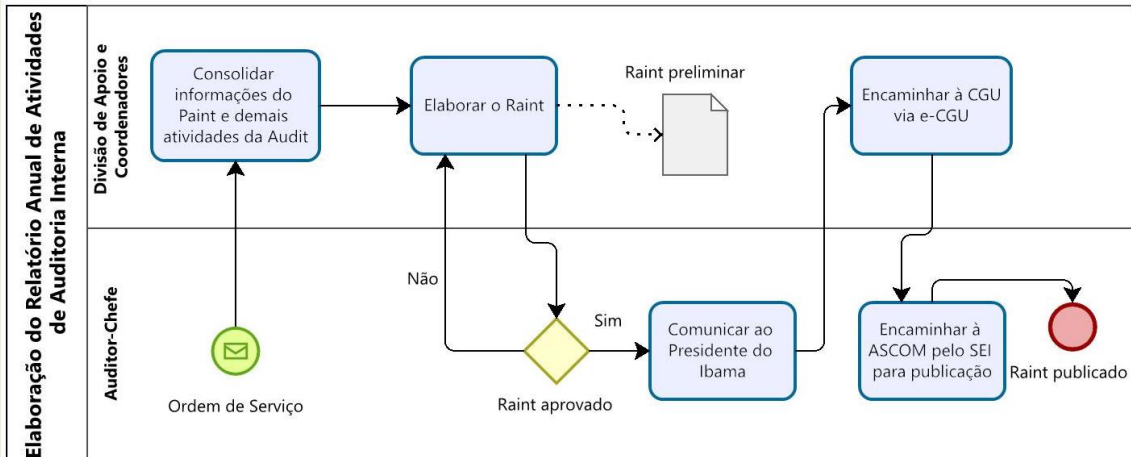 Elaboração do Relatório Anual de Atividades
de Auditoria Interna
Divisão de Apoio e
Coordenadores
Consolidar
informações do
Paint e demais
atividades da Audit
Elaborar o Raint
Raint preliminar
Encaminhar à CGU
via e-CGU
Auditor-Chefe
Ordem de Serviço
Não
Sim
Raint aprovado
Comunicar ao
Presidente do
Ibama
Encaminhar à
ASCOM pelo SEI
para publicação
Raint publicado